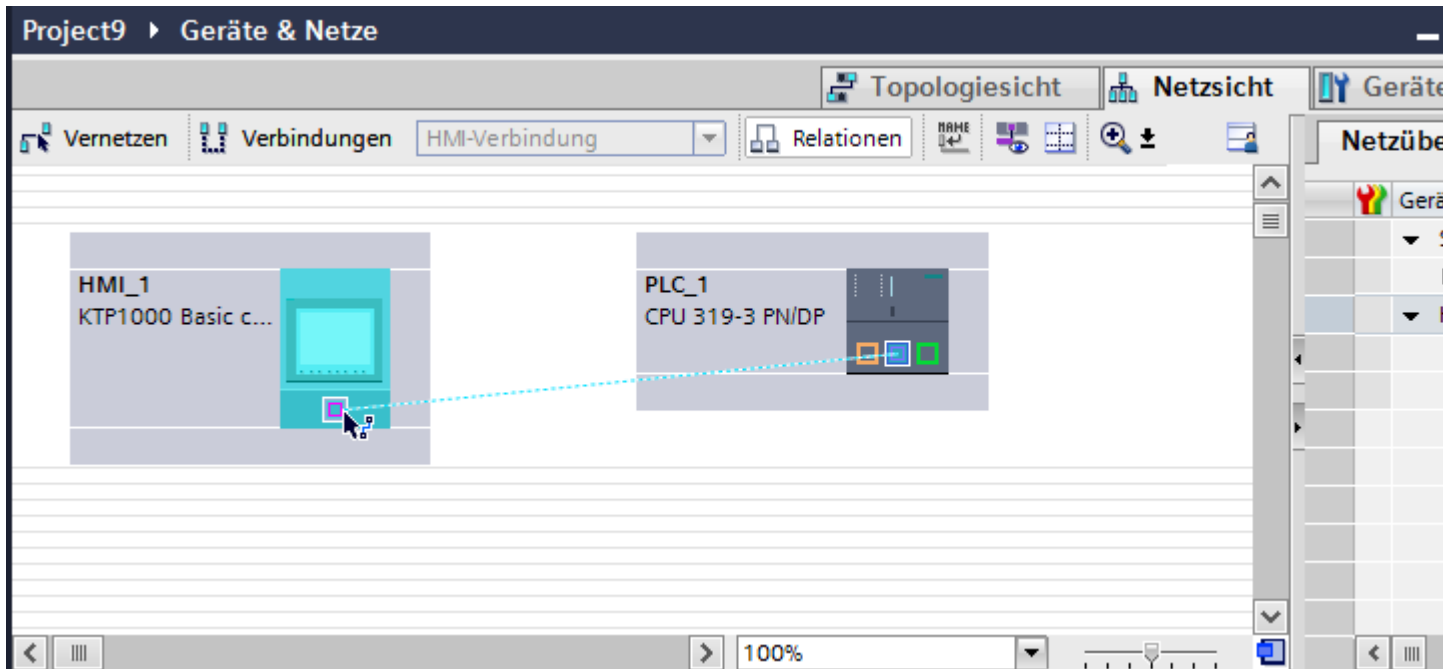 Project9 ▸ Geräte & Netze
Topologiesicht Netzsicht Geräte
Vernetzen Verbindungen HMI-Verbindung Relationen NAME
Netzübe
Gerä
HMI_1
KTP1000 Basic c...
PLC_1
CPU 319-3 PN/DP
100%